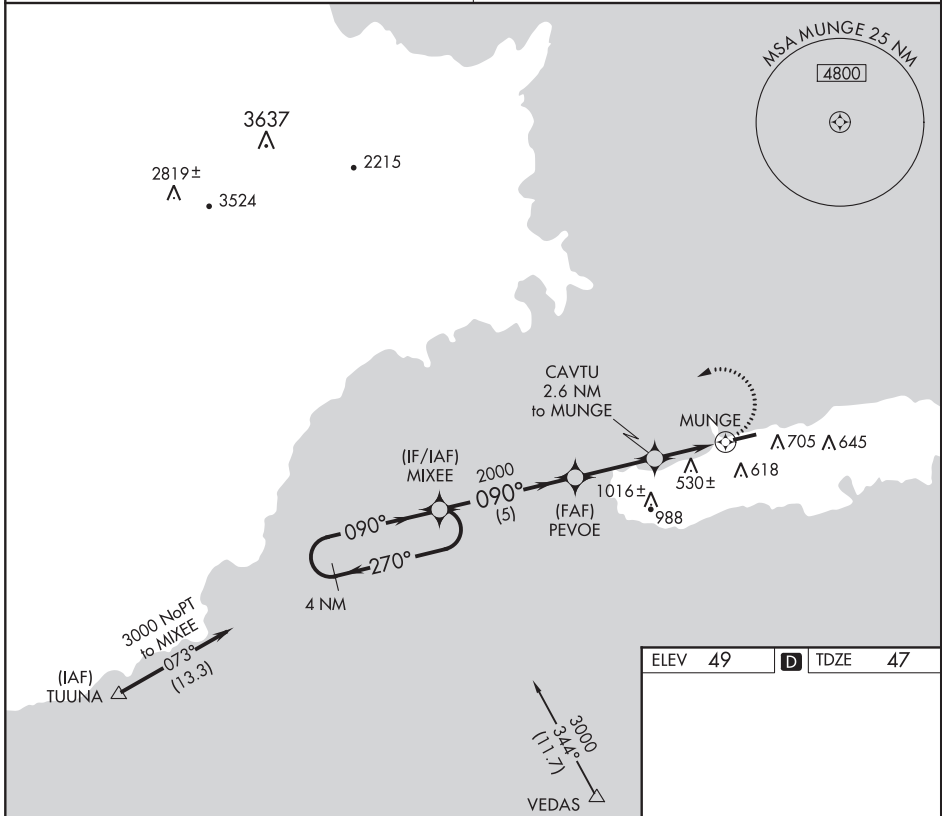 MSA MUNGE 25 NM
4800
3637
2819±
3524
2215
CAVTU
2.6 NM
to MUNGE
MUNGE
705
645
618
530±
1016±
988
(IF/IAF)
MIXEE
2000
090°
(5)
(FAF)
PEVOE
090°
270°
4 NM
3000 NoPT
to MIXEE
073°
(13.3)
(IAF)
TUUNA
3000
344°
(11.7)
VEDAS
ELEV 49 D TDZE 47